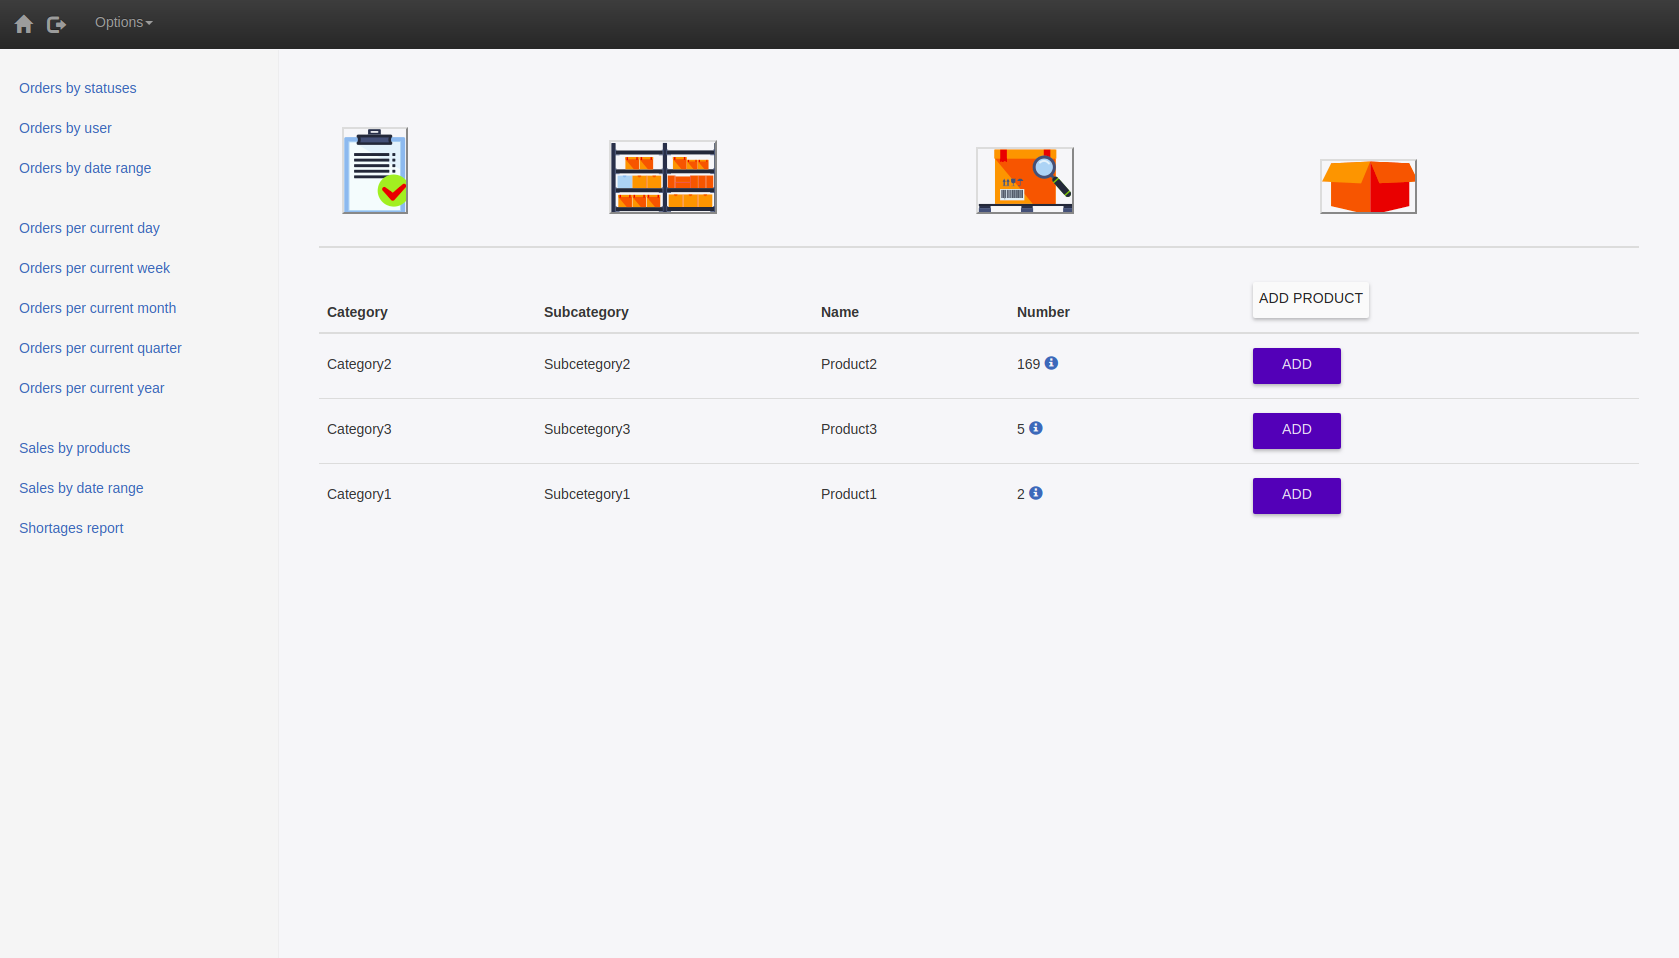 Options
Orders by statuses
Orders by user
Orders by date range
Orders per current day
Orders per current week
Orders per current month
Orders per current quarter
Orders per current year
Sales by products
Sales by date range
Shortages report
Category Subcategory Name Number ADD PRODUCT
Category2 Subcetegory2 Product2 169 ADD
Category3 Subcetegory3 Product3 5 ADD
Category1 Subcetegory1 Product1 2 ADD